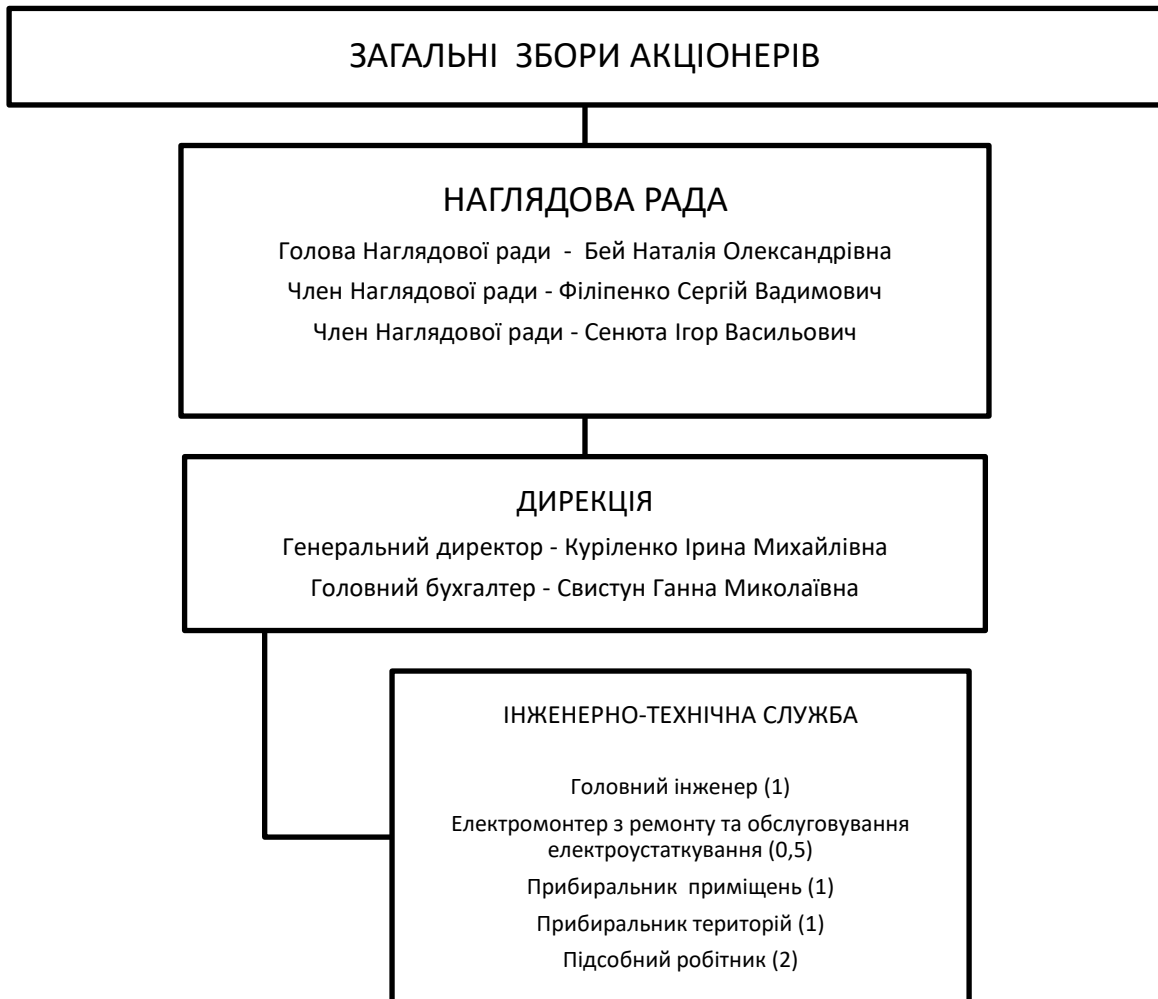 ЗАГАЛЬНІ ЗБОРИ АКЦІОНЕРІВ
НАГЛЯДОВА РАДА
Голова Наглядової ради - Бей Наталія Олександрівна
Член Наглядової ради - Філіпенко Сергій Вадимович
Член Наглядової ради - Сенюта Ігор Васильович
ДИРЕКЦІЯ
Генеральний директор - Куріленко Ірина Михайлівна
Головний бухгалтер - Свистун Ганна Миколаївна
ІНЖЕНЕРНО-ТЕХНІЧНА СЛУЖБА
Головний інженер (1)
Електромонтер з ремонту та обслуговування
електроустаткування (0,5)
Прибиральник приміщень (1)
Прибиральник територій (1)
Підсобний робітник (2)